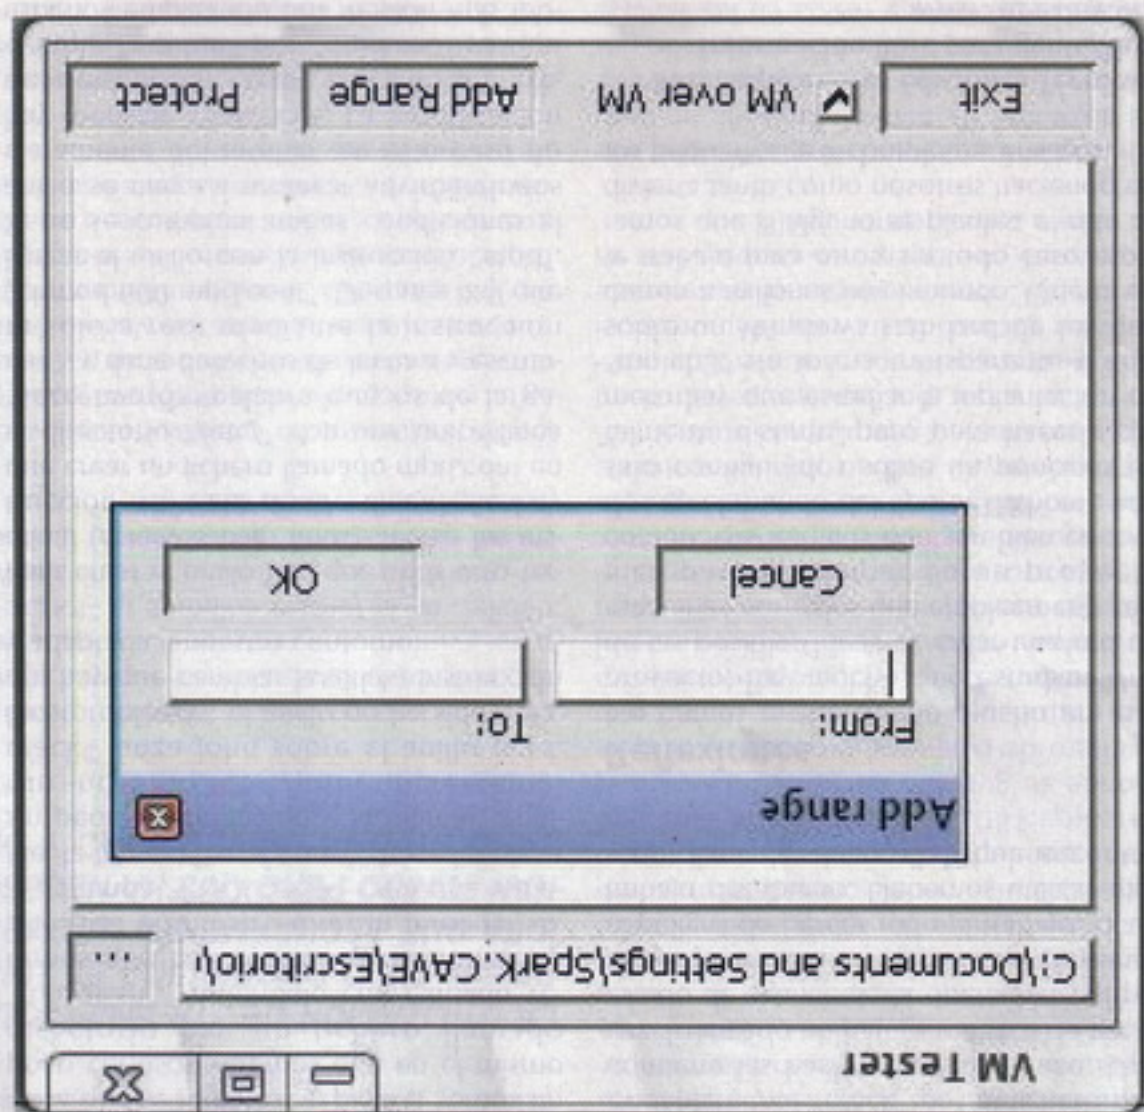 VM Tester
C:\Documents and Settings\Spark.CAVE\Escritorio\ ...
Add range
From: To:
Cancel Ok
Exit VM over VM Add Range Protect